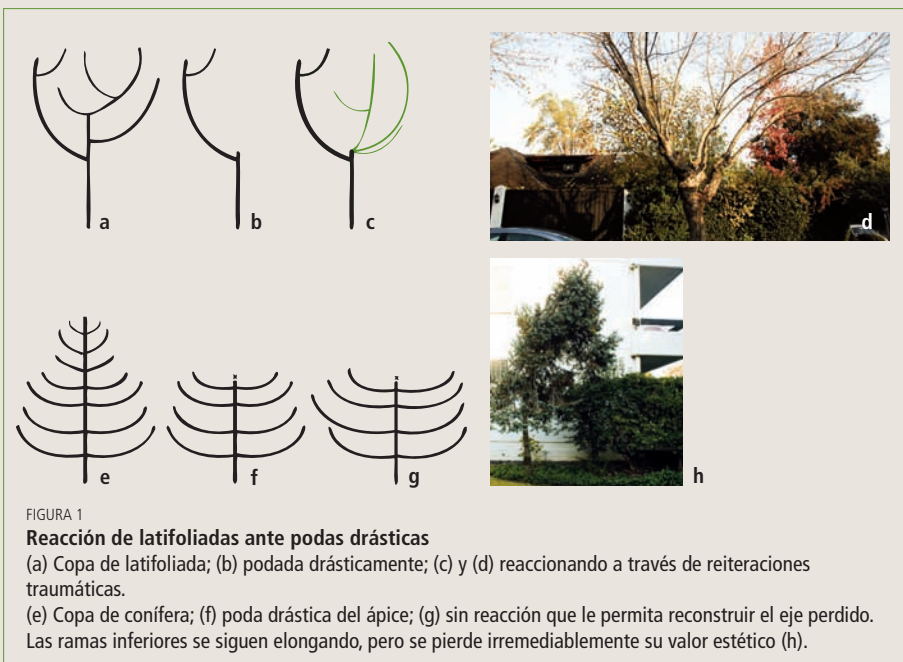 a
b
c
d
e
f
g
h
FIGURA 1
Reacción de latifoliadas ante podas drásticas
(a) Copa de latifoliada; (b) podada drásticamente; (c) y (d) reaccionando a través de reiteraciones
traumáticas.
(e) Copa de conífera; (f) poda drástica del ápice; (g) sin reacción que le permita reconstruir el eje perdido.
Las ramas inferiores se siguen elongando, pero se pierde irremediablemente su valor estético (h).